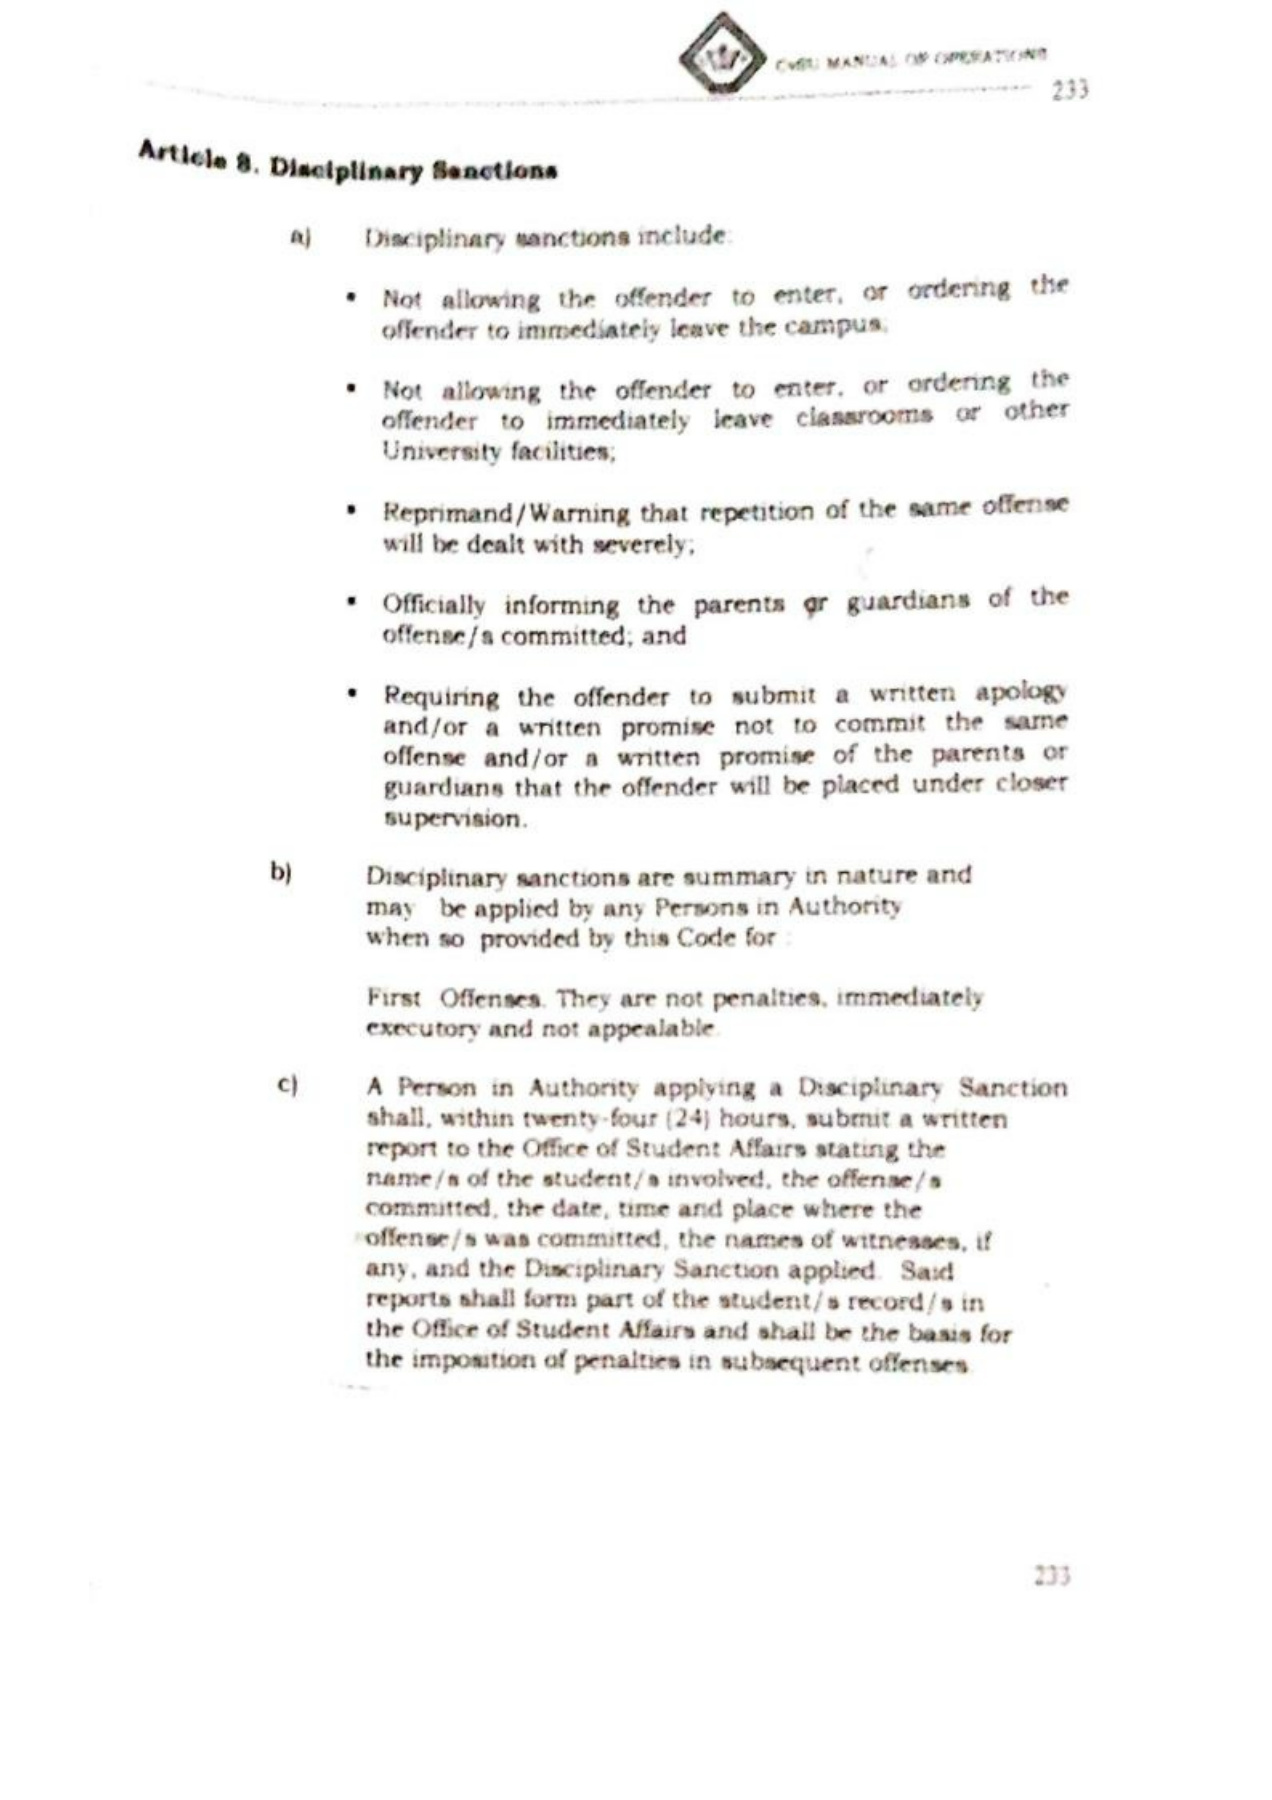 CvSU MANUAL OF OPERATIONS
233
Article 8. Disciplinary Sanctions
a) Disciplinary sanctions include:
▪ Not allowing the offender to enter, or ordering the
offender to immediately leave the campus;
▪ Not allowing the offender to enter, or ordering the
offender to immediately leave classrooms or other
University facilities;
▪ Reprimand/Warning that repetition of the same offense
will be dealt with severely;
▪ Officially informing the parents or guardians of the
offense/s committed; and
▪ Requiring the offender to submit a written apology
and/or a written promise not to commit the same
offense and/or a written promise of the parents or
guardians that the offender will be placed under closer
supervision.
b) Disciplinary sanctions are summary in nature and
may be applied by any Persons in Authority
when so provided by this Code for :
First Offenses. They are not penalties, immediately
executory and not appealable.
c) A Person in Authority applying a Disciplinary Sanction
shall, within twenty-four (24) hours, submit a written
report to the Office of Student Affairs stating the
name/s of the student/s involved, the offense/s
committed, the date, time and place where the
offense/s was committed, the names of witnesses, if
any, and the Disciplinary Sanction applied. Said
reports shall form part of the student/s record/s in
the Office of Student Affairs and shall be the basis for
the imposition of penalties in subsequent offenses.
233